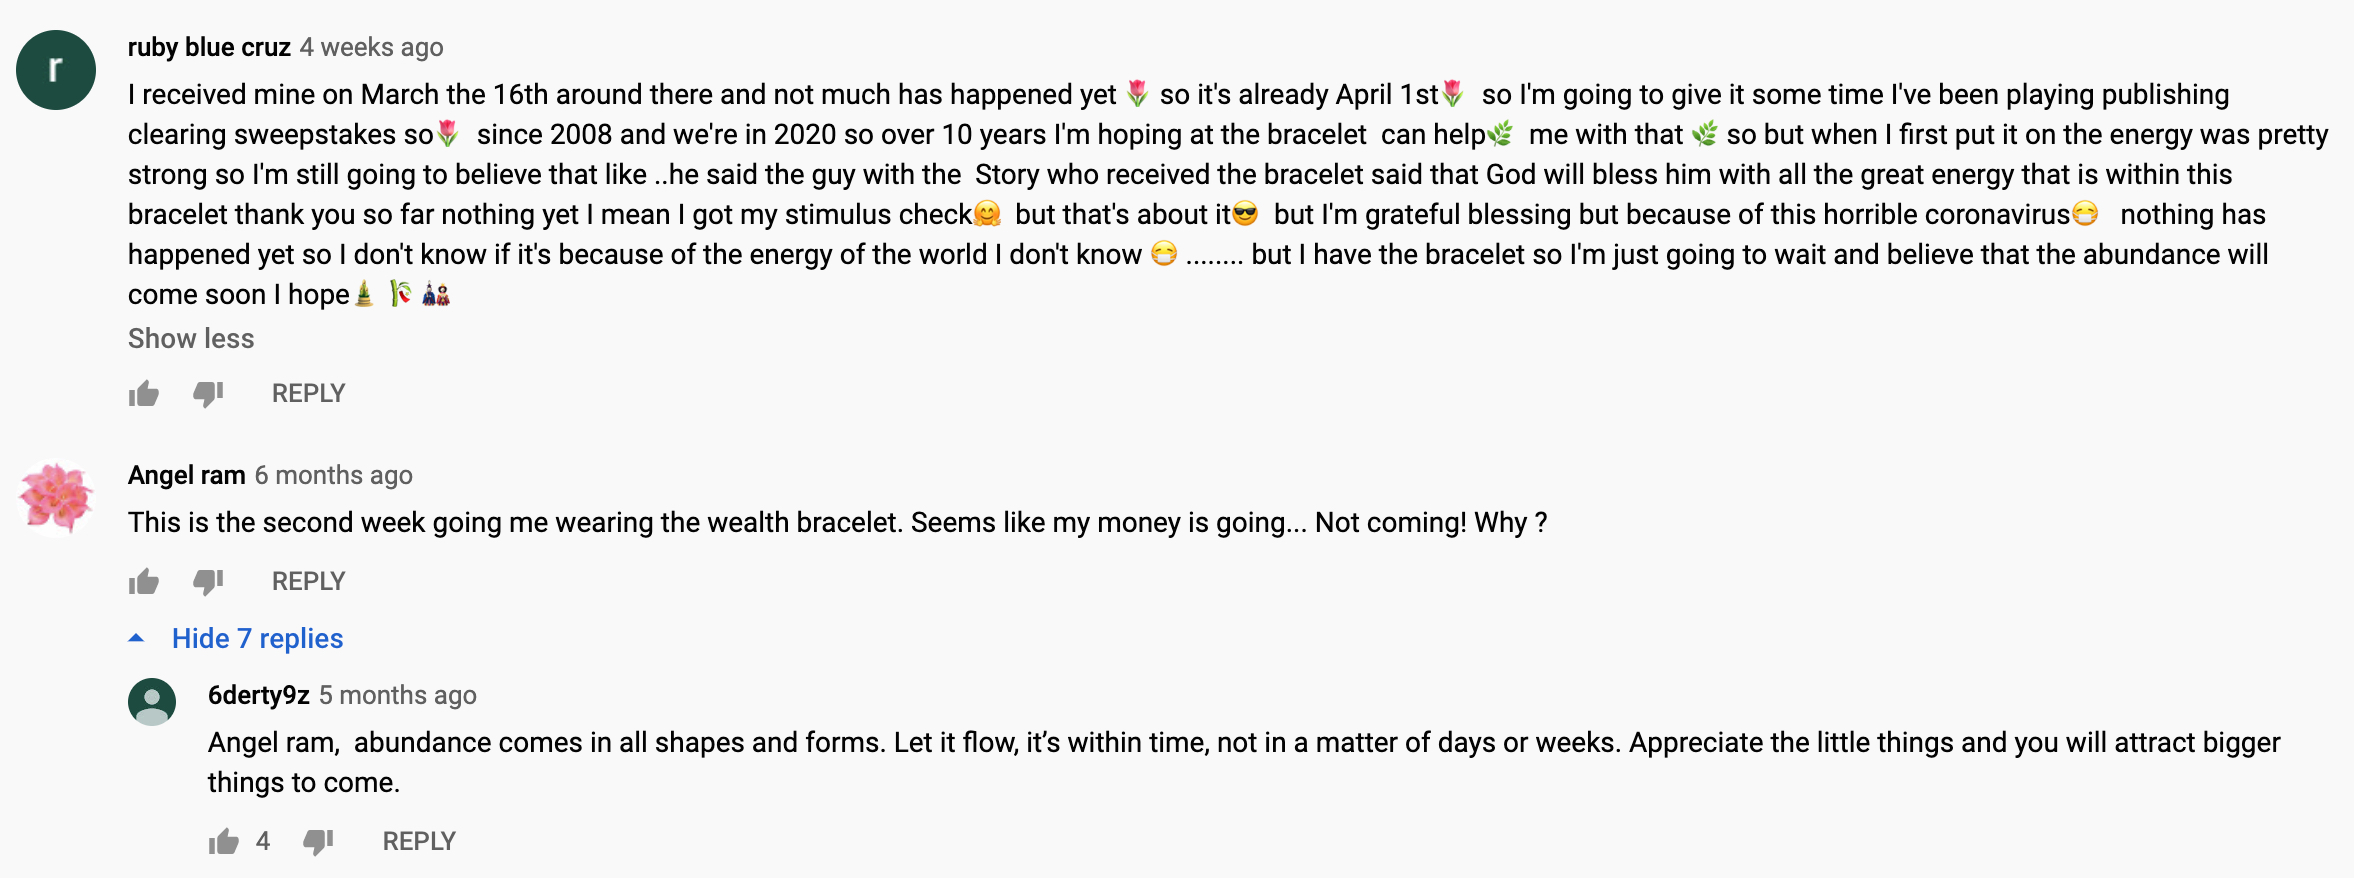 r
ruby blue cruz 4 weeks ago
I received mine on March the 16th around there and not much has happened yet 🌷 so it's already April 1st🌷 so I'm going to give it some time I've been playing publishing
clearing sweepstakes so🌷 since 2008 and we're in 2020 so over 10 years I'm hoping at the bracelet can help🌿 me with that 🌿 so but when I first put it on the energy was pretty
strong so I'm still going to believe that like ..he said the guy with the Story who received the bracelet said that God will bless him with all the great energy that is within this
bracelet thank you so far nothing yet I mean I got my stimulus check🤗 but that's about it😎 but I'm grateful blessing but because of this horrible coronavirus😷 nothing has
happened yet so I don't know if it's because of the energy of the world I don't know 😷 ........ but I have the bracelet so I'm just going to wait and believe that the abundance will
come soon I hope🎍 🎋 🎎
Show less
REPLY
Angel ram 6 months ago
This is the second week going me wearing the wealth bracelet. Seems like my money is going... Not coming! Why ?
REPLY
Hide 7 replies
6derty9z 5 months ago
Angel ram, abundance comes in all shapes and forms. Let it flow, it’s within time, not in a matter of days or weeks. Appreciate the little things and you will attract bigger
things to come.
4 REPLY